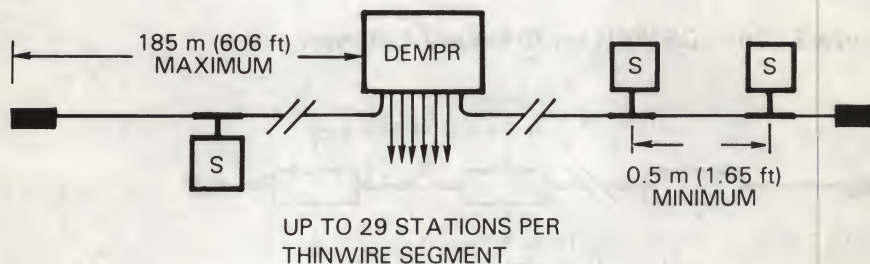 185 m (606 ft)
MAXIMUM
DEMPR
S
S
S
0.5 m (1.65 ft)
MINIMUM
UP TO 29 STATIONS PER
THINWIRE SEGMENT